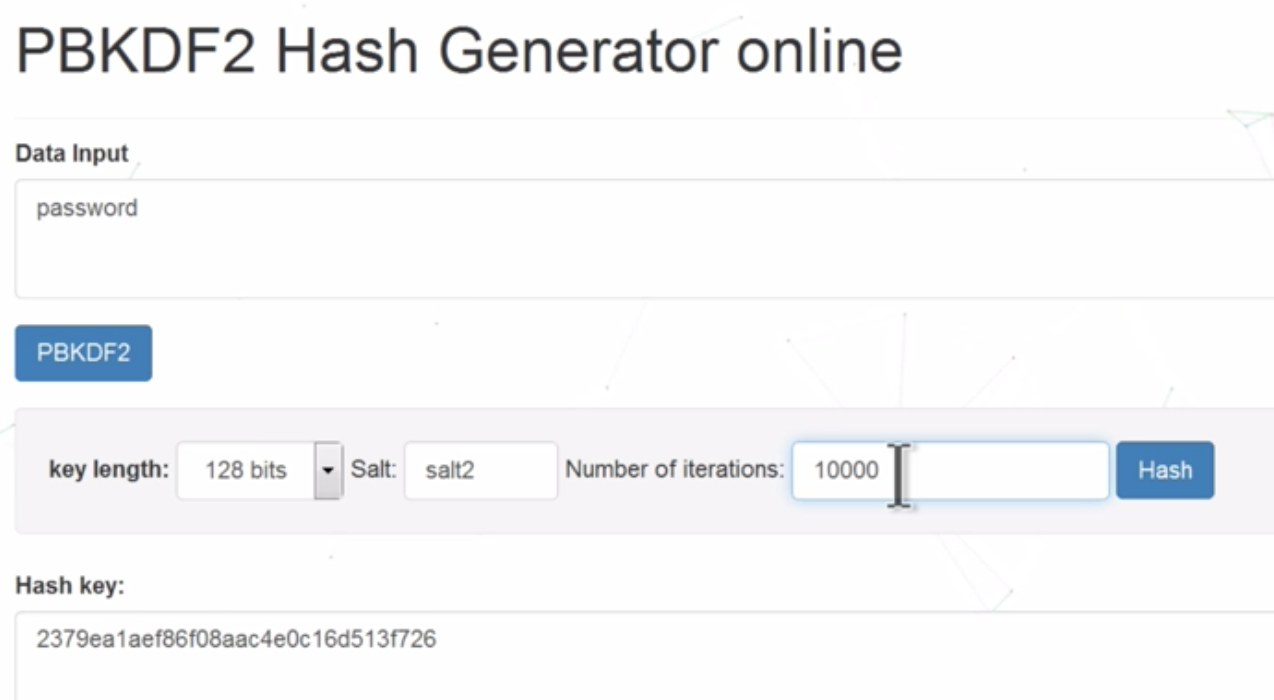 PBKDF2 Hash Generator online
Data Input
password
PBKDF2
key length: 128 bits Salt: salt2 Number of iterations: 10000 Hash
Hash key:
2379ea1aef86f08aac4e0c16d513f726